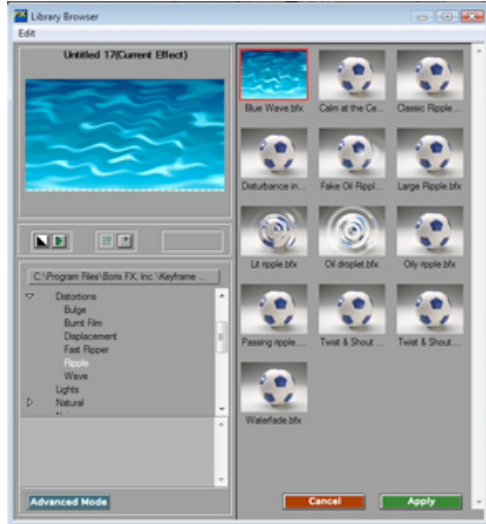 Library Browser
Edit
Untitled 17(Current Effect)
C:\Program Files\Boris FX, Inc.\Keyframe ...
Distortions
Bulge
Burnt Film
Displacement
Fast Ripper
Ripple
Wave
Lights
Natural
Advanced Mode
Blue Wave.bfx
Calm at the Ce...
Classic Ripple....
Disturbance in...
Fake Oil Rippl...
Large Ripple.bfx
Lit ripple.bfx
Oil droplet.bfx
Oily ripple.bfx
Passing ripple....
Twist & Shout ...
Twist & Shout ...
Waterfade.bfx
Cancel
Apply